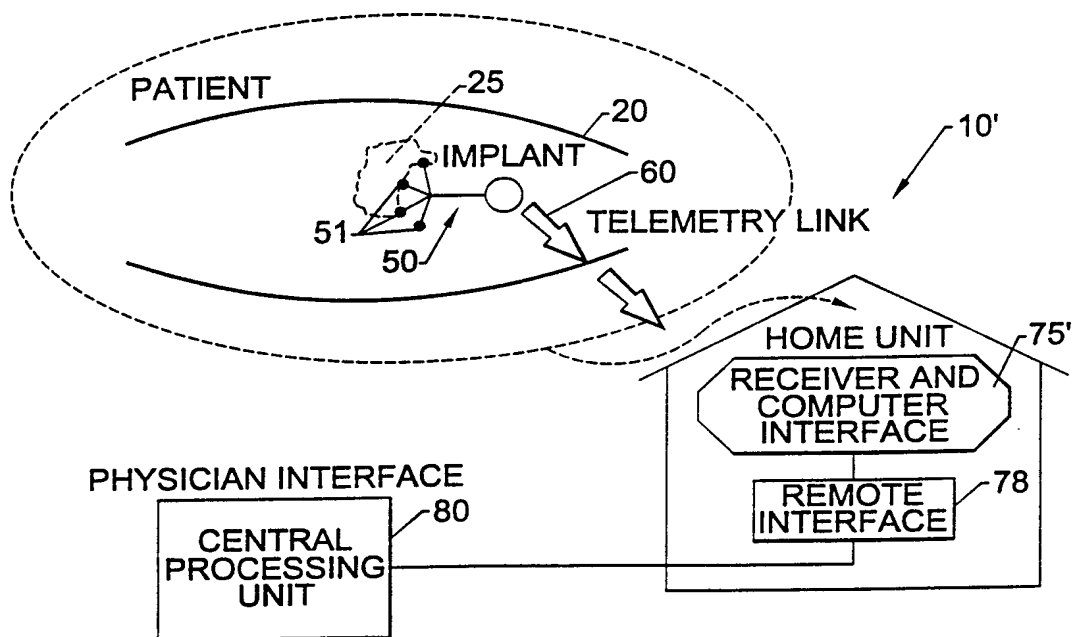 PATIENT
25
20
10'
IMPLANT
60
TELEMETRY LINK
51
50
HOME UNIT
75'
RECEIVER AND
COMPUTER
INTERFACE
PHYSICIAN INTERFACE
80
REMOTE
INTERFACE
78
CENTRAL
PROCESSING
UNIT